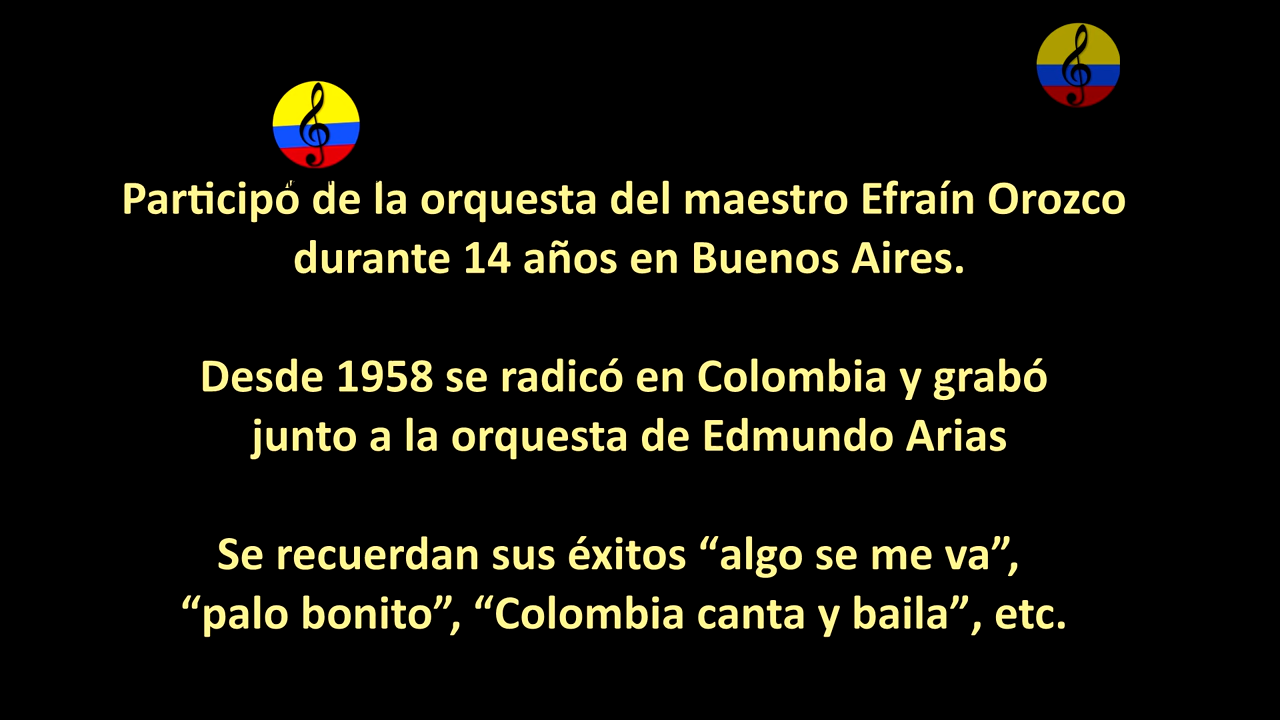 Participó de la orquesta del maestro Efraín Orozco
durante 14 años en Buenos Aires.
Desde 1958 se radicó en Colombia y grabó
junto a la orquesta de Edmundo Arias
Se recuerdan sus éxitos “algo se me va”,
“palo bonito”, “Colombia canta y baila”, etc.